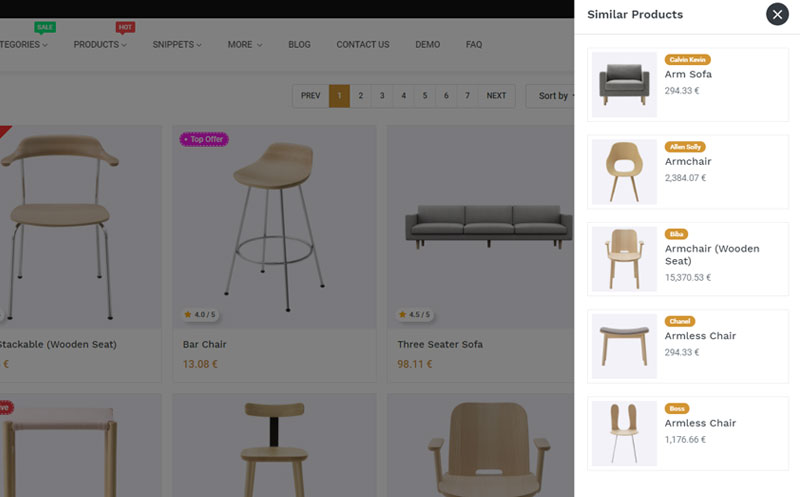 SALE
HOT
TEGORIES
PRODUCTS
SNIPPETS
MORE
BLOG
CONTACT US
DEMO
FAQ
PREV 1 2 3 4 5 6 7 NEXT
Sort by
Top Offer
4.0 / 5
4.5 / 5
Stackable (Wooden Seat)
€
Bar Chair
13.08 €
Three Seater Sofa
98.11 €
ive
Similar Products
Calvin Kevin
Arm Sofa
294.33 €
Allen Solly
Armchair
2,384.07 €
Biba
Armchair (Wooden
Seat)
15,370.53 €
Chanel
Armless Chair
294.33 €
Boss
Armless Chair
1,176.66 €